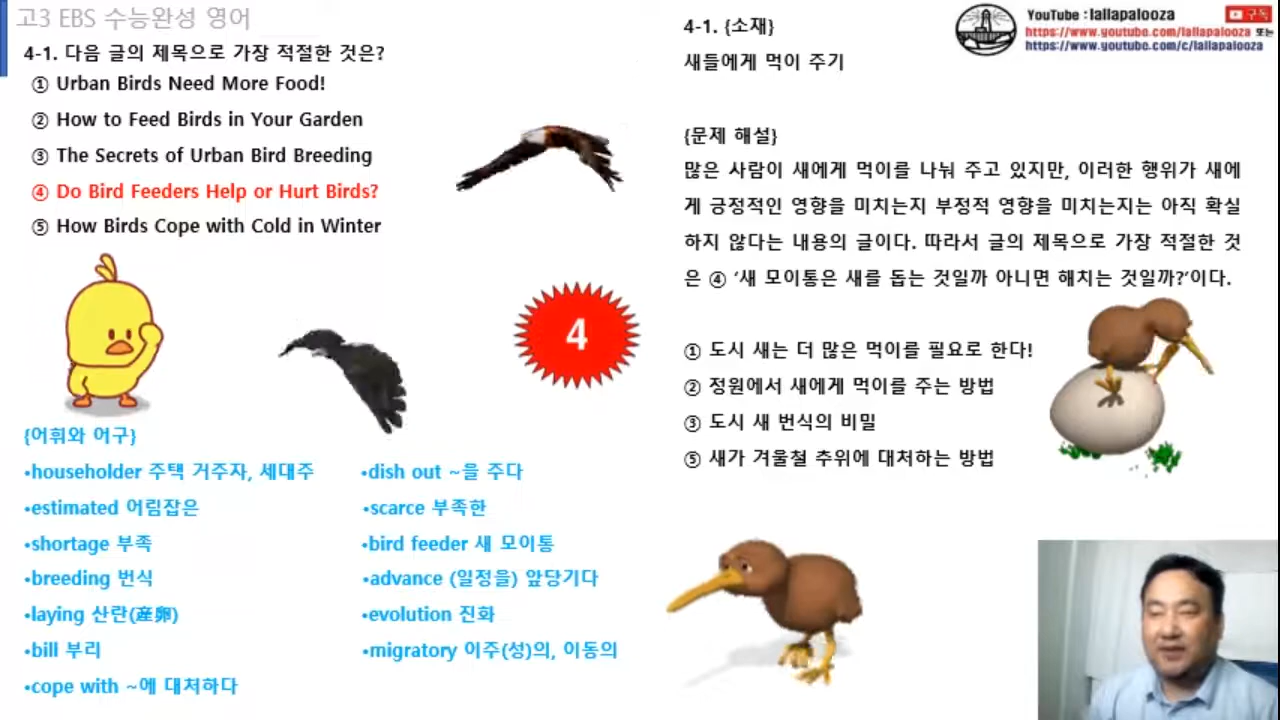 고3 EBS 수능완성 영어
4-1. 다음 글의 제목으로 가장 적절한 것은?
① Urban Birds Need More Food!
② How to Feed Birds in Your Garden
③ The Secrets of Urban Bird Breeding
④ Do Bird Feeders Help or Hurt Birds?
⑤ How Birds Cope with Cold in Winter
4
{어휘와 어구}
•householder 주택 거주자, 세대주
•estimated 어림잡은
•shortage 부족
•breeding 번식
•laying 산란(産卵)
•bill 부리
•cope with ~에 대처하다
•dish out ~을 주다
•scarce 부족한
•bird feeder 새 모이통
•advance (일정을) 앞당기다
•evolution 진화
•migratory 이주(성)의, 이동의
4-1. {소재}
새들에게 먹이 주기
{문제 해설}
많은 사람이 새에게 먹이를 나눠 주고 있지만, 이러한 행위가 새에
게 긍정적인 영향을 미치는지 부정적 영향을 미치는지는 아직 확실
하지 않다는 내용의 글이다. 따라서 글의 제목으로 가장 적절한 것
은 ④ ‘새 모이통은 새를 돕는 것일까 아니면 해치는 것일까?’이다.
① 도시 새는 더 많은 먹이를 필요로 한다!
② 정원에서 새에게 먹이를 주는 방법
③ 도시 새 번식의 비밀
⑤ 새가 겨울철 추위에 대처하는 방법
YouTube : lallapalooza
구독
https://www.youtube.com/lallapalooza 또는
https://www.youtube.com/c/lallapalooza